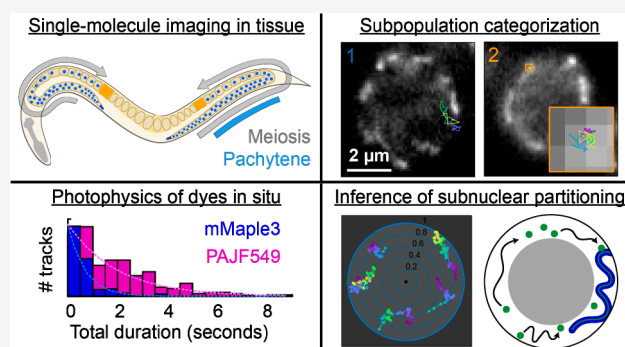 Single-molecule imaging in tissue
Meiosis
Pachytene
Subpopulation categorization
1
2
2 μm
Photophysics of dyes in situ
# tracks
mMaple3
PAJF549
0 2 4 6 8
Total duration (seconds)
Inference of subnuclear partitioning
1
0.8
0.6
0.4
0.2